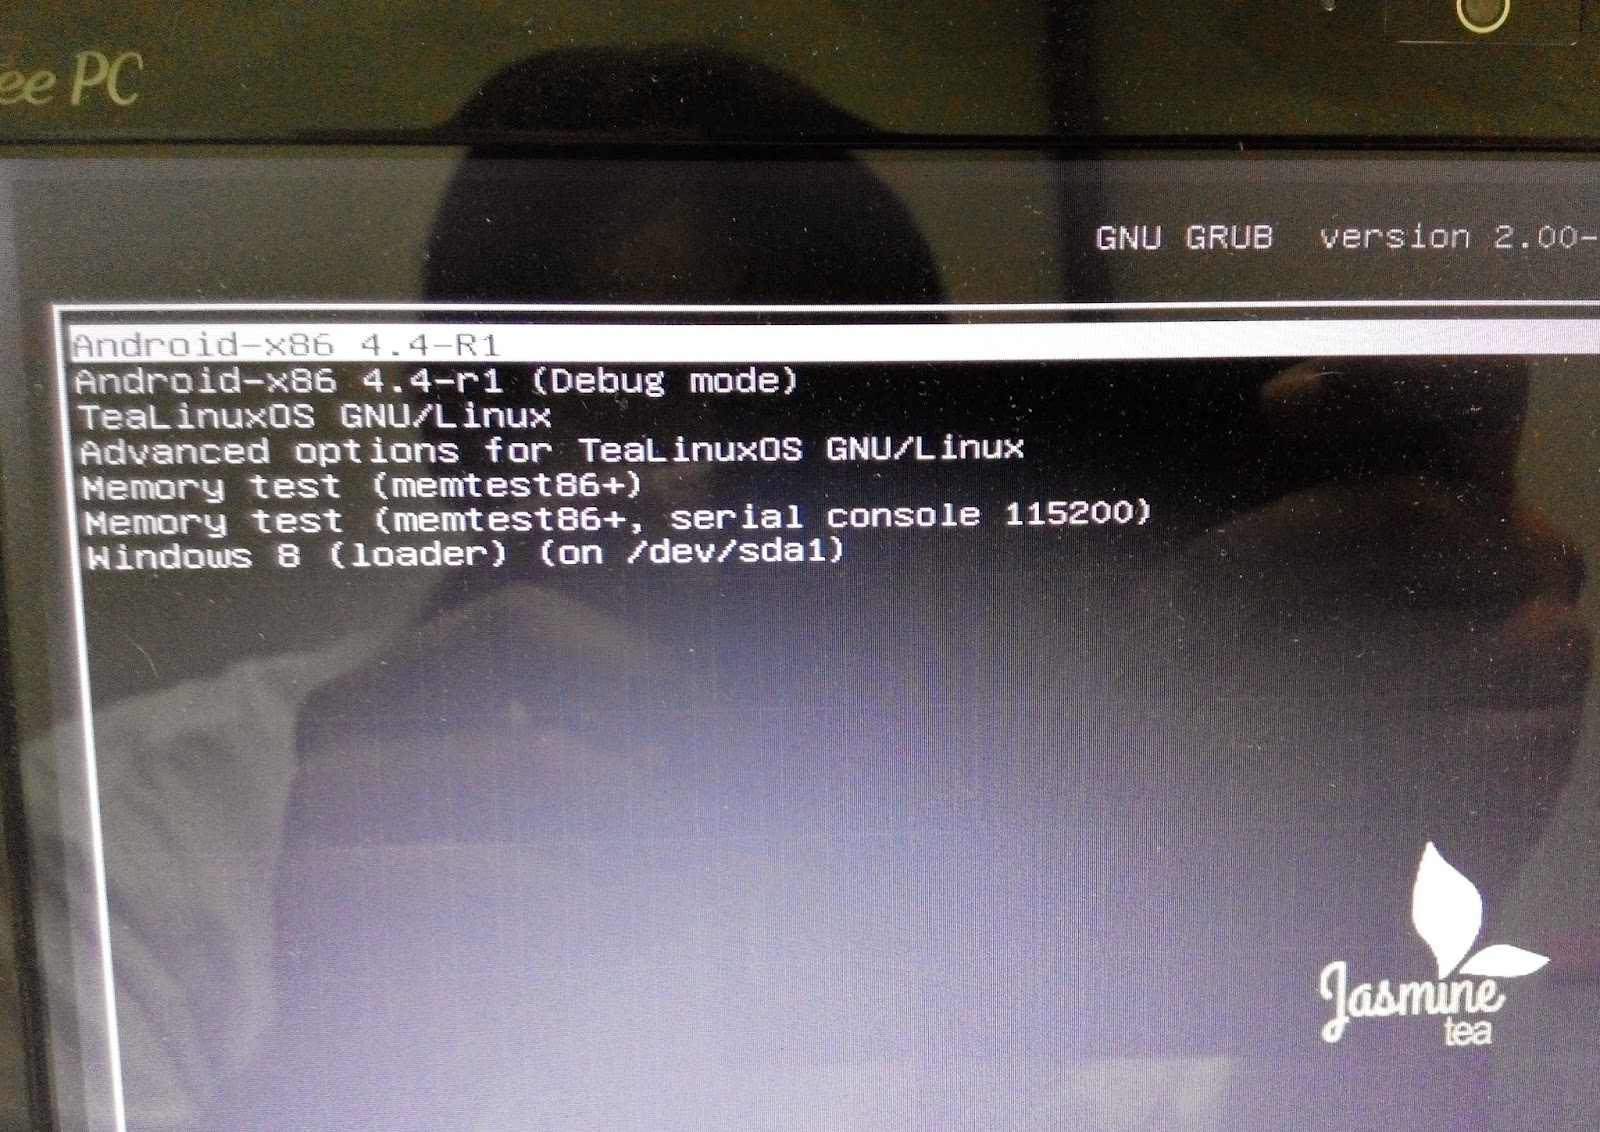 ee PC
GNU GRUB version 2.00-
Android-x86 4.4-R1
Android-x86 4.4-r1 (Debug mode)
TeaLinuxOS GNU/Linux
Advanced options for TeaLinuxOS GNU/Linux
Memory test (memtest86+)
Memory test (memtest86+, serial console 115200)
Windows 8 (loader) (on /dev/sda1)
Jasmine
tea